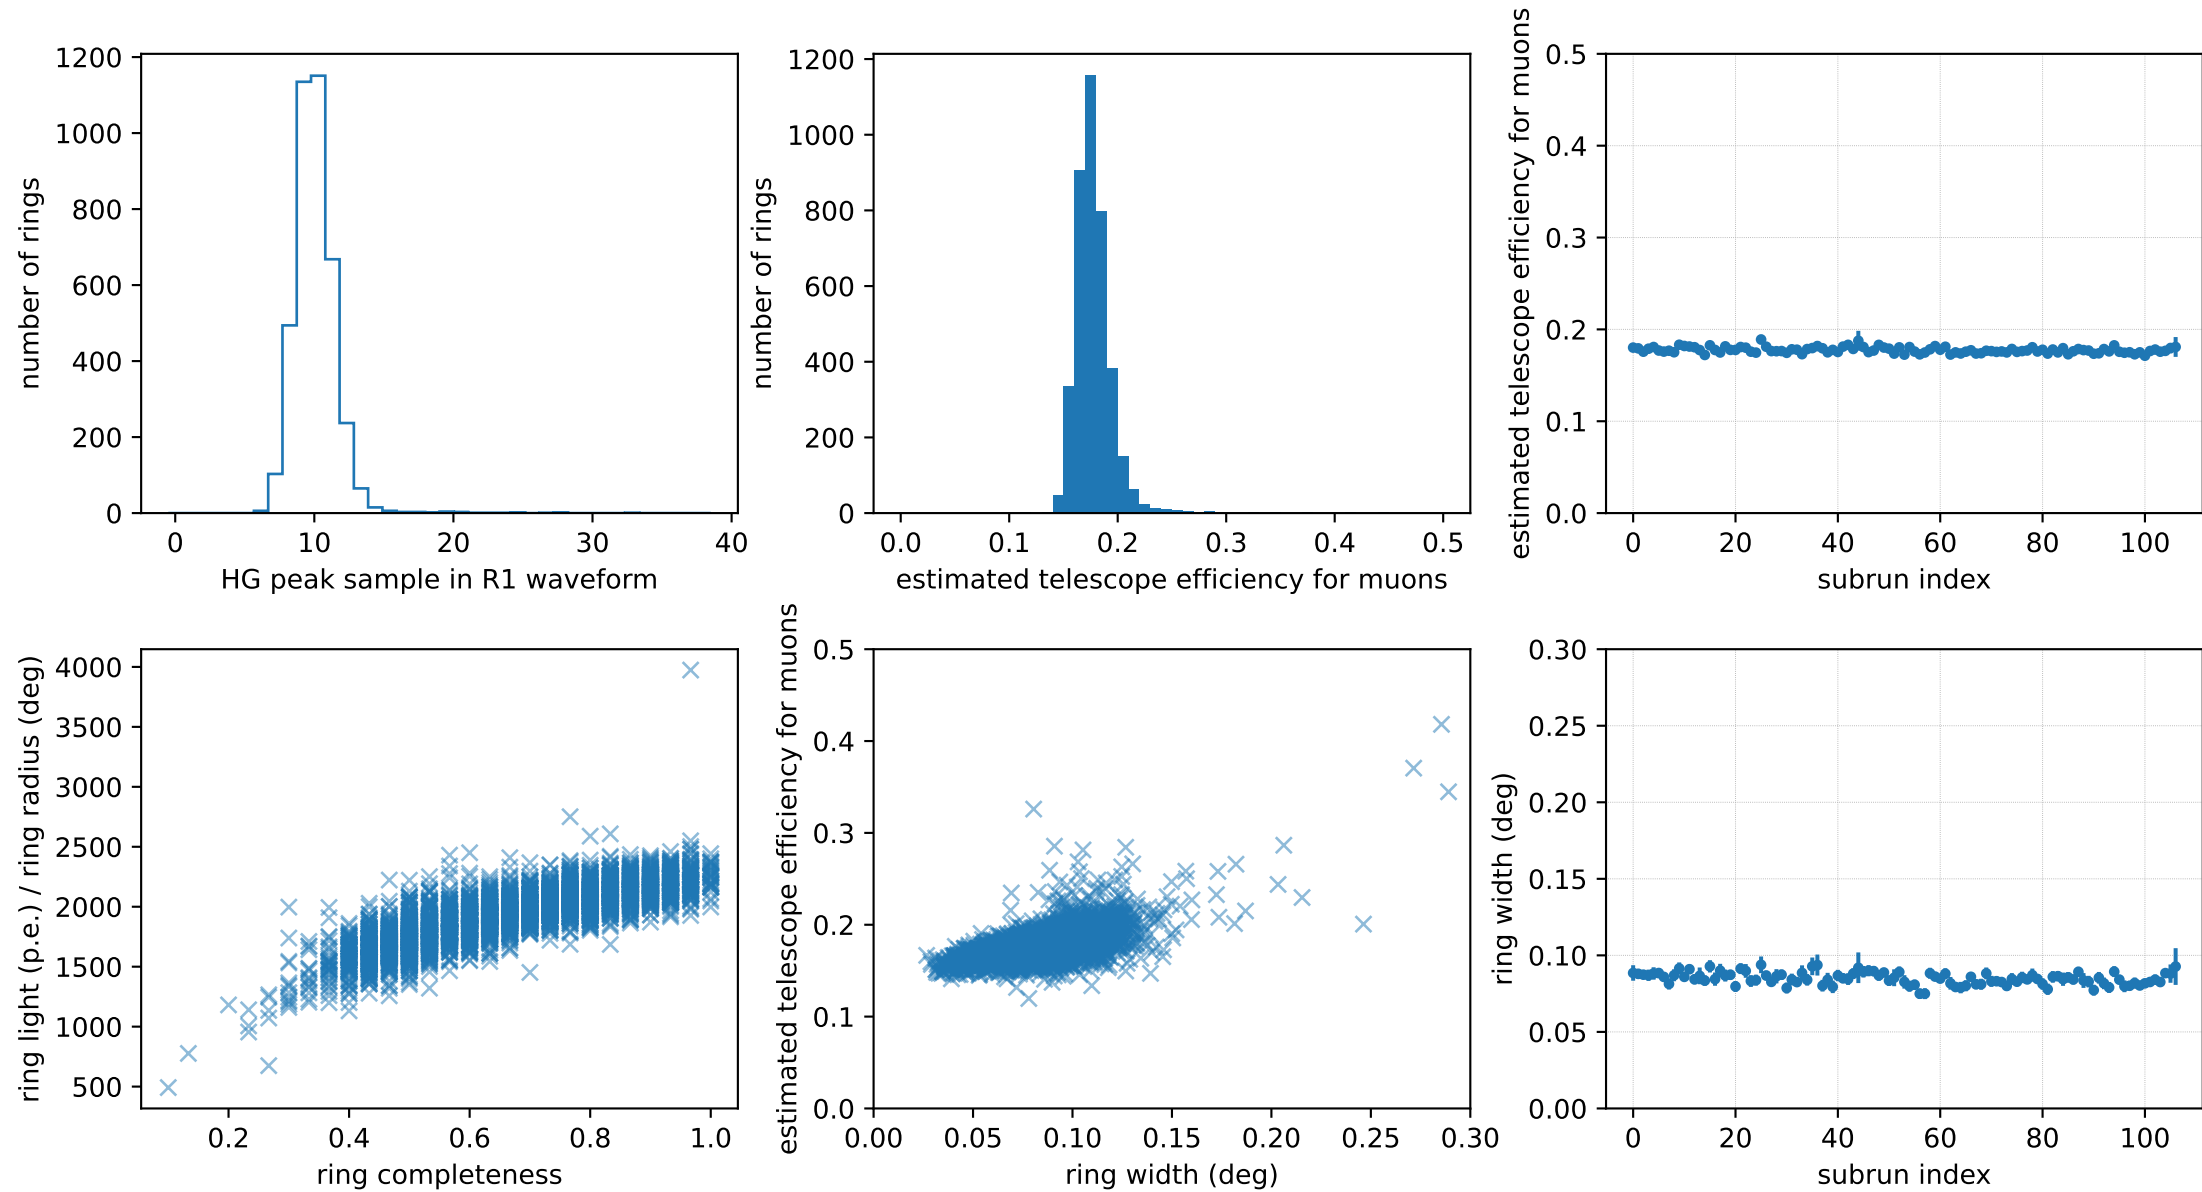 number of rings
1200
1000
800
600
400
200
0
0 10 20 30 40
HG peak sample in R1 waveform
number of rings
1200
1000
800
600
400
200
0
0.0 0.1 0.2 0.3 0.4 0.5
estimated telescope efficiency for muons
estimated telescope efficiency for muons
0.5
0.4
0.3
0.2
0.1
0.0
0 20 40 60 80 100
subrun index
ring light (p.e.) / ring radius (deg)
4000
3500
3000
2500
2000
1500
1000
500
0.2 0.4 0.6 0.8 1.0
ring completeness
estimated telescope efficiency for muons
0.5
0.4
0.3
0.2
0.1
0.0
0.00 0.05 0.10 0.15 0.20 0.25 0.30
ring width (deg)
ring width (deg)
0.30
0.25
0.20
0.15
0.10
0.05
0.00
0 20 40 60 80 100
subrun index